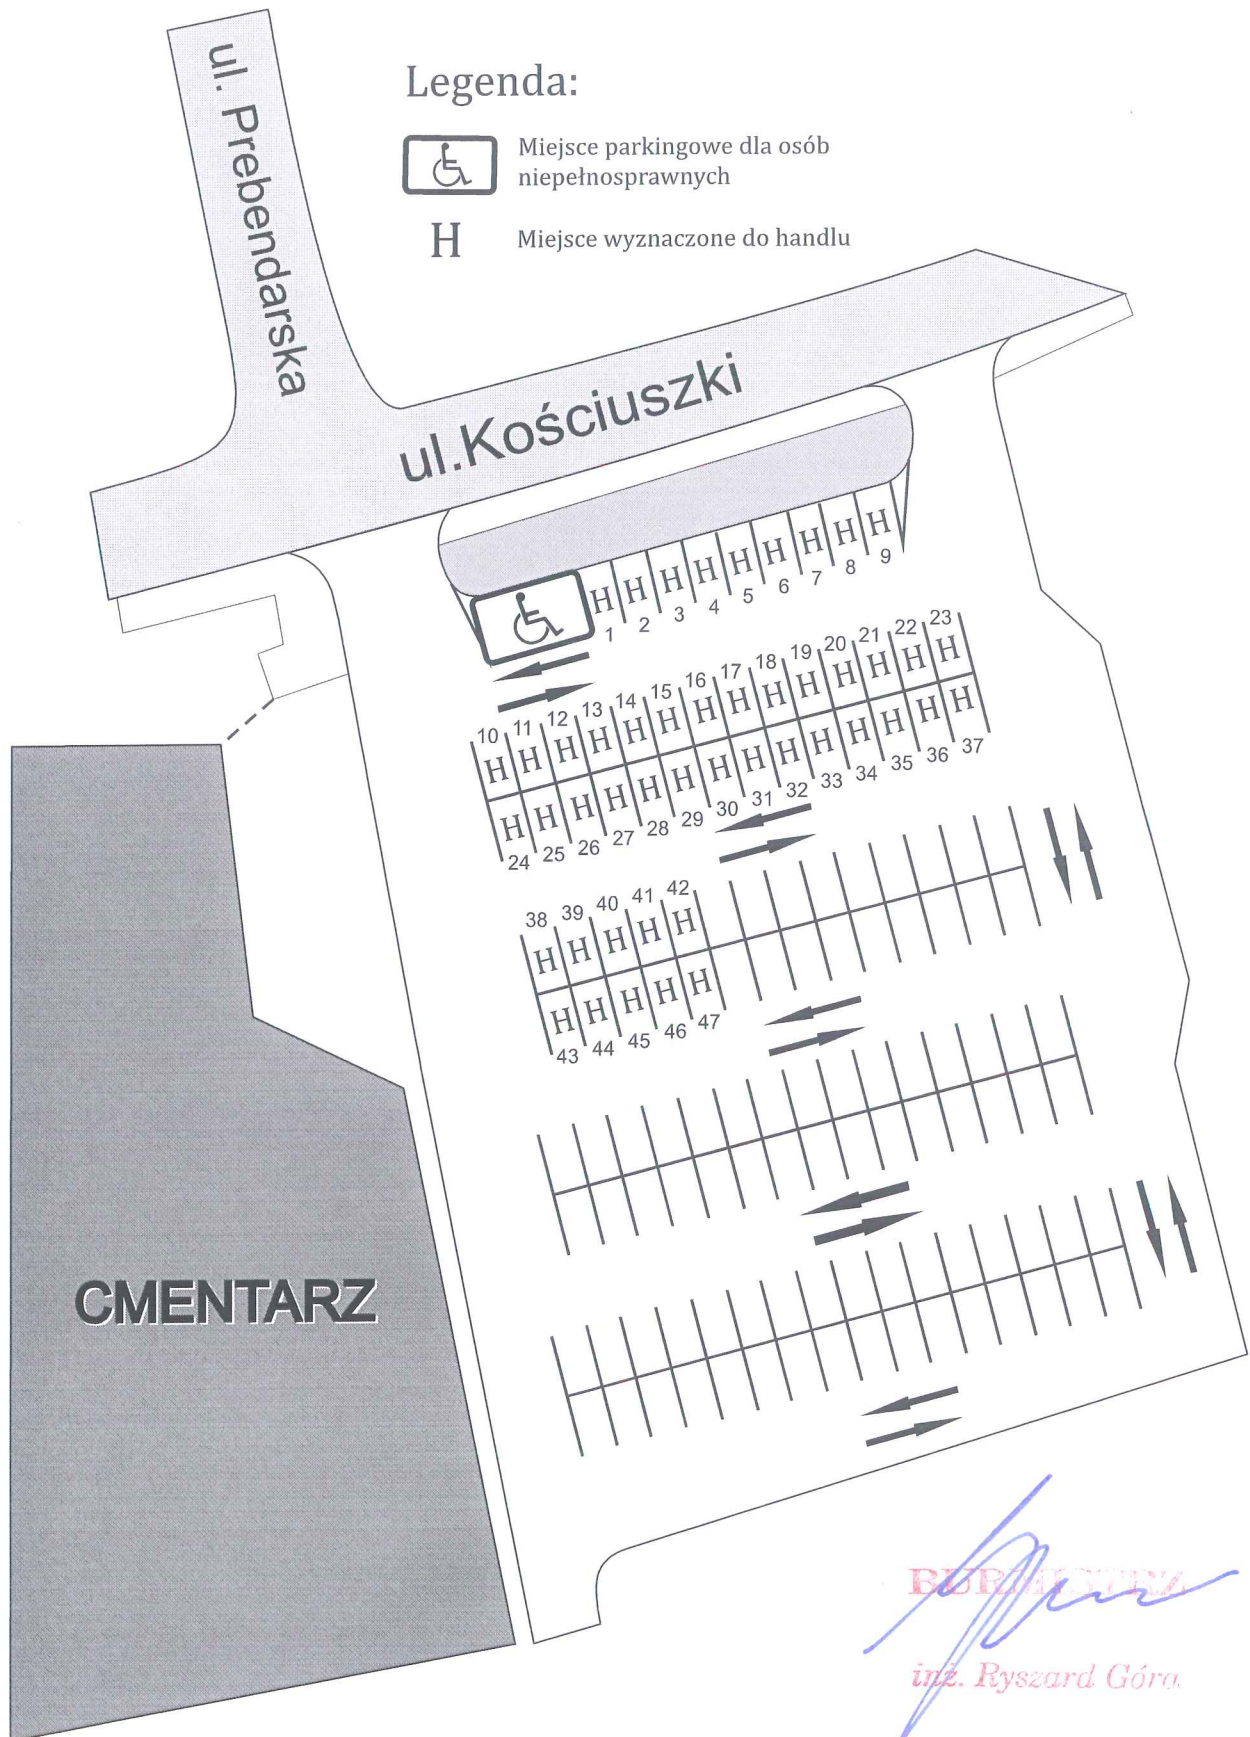 ul. Prebendarska
Legenda:
Miejsce parkingowe dla osób
niepełnosprawnych
H Miejsce wyznaczone do handlu
ul.Kościuszki
H H H H H H H H H
1 2 3 4 5 6 7 8 9
10 11 12 13 14 15 16 17 18 19 20 21 22 23
H H H H H H H H H H H H H H
H H H H H H H H H H H H H H
24 25 26 27 28 29 30 31 32 33 34 35 36 37
38 39 40 41 42
H H H H H
H H H H H
43 44 45 46 47
CMENTARZ
BURMISTRZ
inż. Ryszard Góra